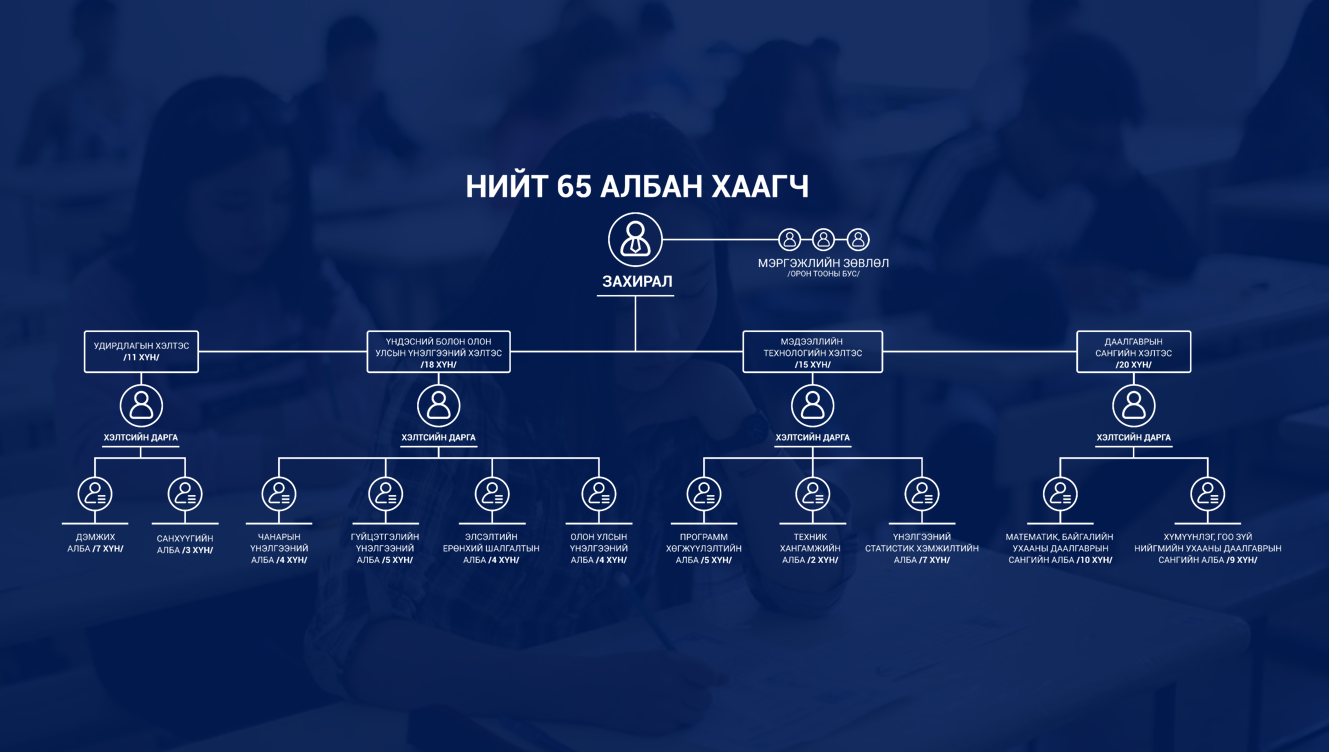 НИЙТ 65 АЛБАН ХААГЧ
ЗАХИРАЛ
МЭРГЭЖЛИЙН ЗӨВЛӨЛ
/ОРОН ТООНЫ БУС/
УДИРДЛАГЫН ХЭЛТЭС
/11 ХҮН/
ҮНДЭСНИЙ БОЛОН ОЛОН
УЛСЫН ҮНЭЛГЭЭНИЙ ХЭЛТЭС
/18 ХҮН/
МЭДЭЭЛЛИЙН
ТЕХНОЛОГИЙН ХЭЛТЭС
/15 ХҮН/
ДААЛГАВРЫН
САНГИЙН ХЭЛТЭС
/20 ХҮН/
ХЭЛТСИЙН ДАРГА
ХЭЛТСИЙН ДАРГА
ХЭЛТСИЙН ДАРГА
ХЭЛТСИЙН ДАРГА
ДЭМЖИХ
АЛБА /7 ХҮН/
САНХҮҮГИЙН
АЛБА /3 ХҮН/
ЧАНАРЫН
ҮНЭЛГЭЭНИЙ
АЛБА /4 ХҮН/
ГҮЙЦЭТГЭЛИЙН
ҮНЭЛГЭЭНИЙ
АЛБА /5 ХҮН/
ЭЛСЭЛТИЙН
ЕРӨНХИЙ ШАЛГАЛТЫН
АЛБА /4 ХҮН/
ОЛОН УЛСЫН
ҮНЭЛГЭЭНИЙ
АЛБА /4 ХҮН/
ПРОГРАММ
ХӨГЖҮҮЛЭЛТИЙН
АЛБА /5 ХҮН/
ТЕХНИК
ХАНГАМЖИЙН
АЛБА /2 ХҮН/
ҮНЭЛГЭЭНИЙ
СТАТИСТИК ХЭМЖИЛТИЙН
АЛБА /7 ХҮН/
МАТЕМАТИК, БАЙГАЛИЙН
УХААНЫ ДААЛГАВРЫН
САНГИЙН АЛБА /10 ХҮН/
ХҮМҮҮНЛЭГ, ГОО ЗҮЙ
НИЙГМИЙН УХААНЫ ДААЛГАВРЫН
САНГИЙН АЛБА /9 ХҮН/